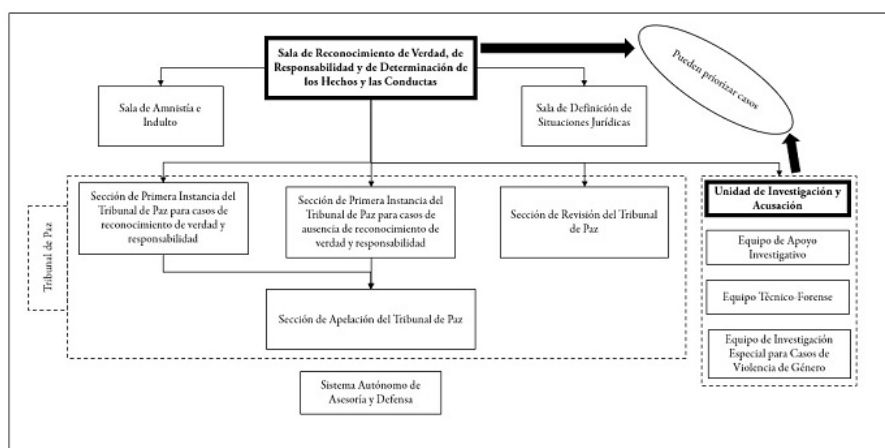 Sala de Reconocimiento de Verdad, de
Responsabilidad y de Determinación de
los Hechos y las Conductas
Pueden priorizar casos
Sala de Amnistía e
Indulto
Sala de Definición de
Situaciones Jurídicas
Tribunal de Paz
Sección de Primera Instancia del
Tribunal de Paz para casos de
reconocimiento de verdad y
responsabilidad
Sección de Primera Instancia del
Tribunal de Paz para casos de
ausencia de reconocimiento de
verdad y responsabilidad
Sección de Revisión del Tribunal
de Paz
Unidad de Investigación y
Acusación
Equipo de Apoyo
Investigativo
Equipo Técnico-Forense
Equipo de Investigación
Especial para Casos de
Violencia de Género
Sección de Apelación del Tribunal de Paz
Sistema Autónomo de
Asesoría y Defensa